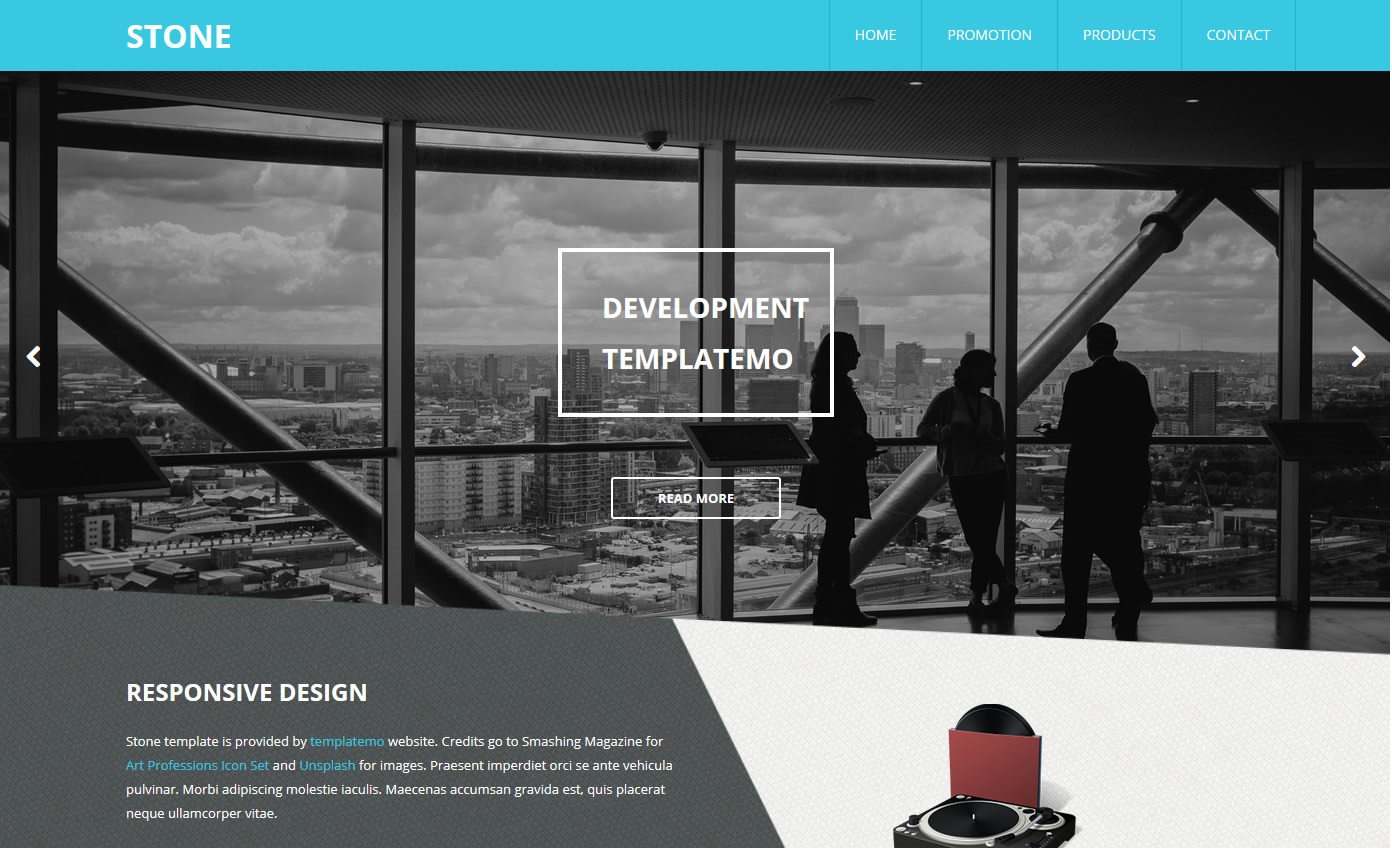 STONE
HOME
PROMOTION
PRODUCTS
CONTACT
DEVELOPMENT
TEMPLATEMO
READ MORE
RESPONSIVE DESIGN
Stone template is provided by templatemo website. Credits go to Smashing Magazine for
Art Professions Icon Set and Unsplash for images. Praesent imperdiet orci se ante vehicula
pulvinar. Morbi adipiscing molestie iaculis. Maecenas accumsan gravida est, quis placerat
neque ullamcorper vitae.